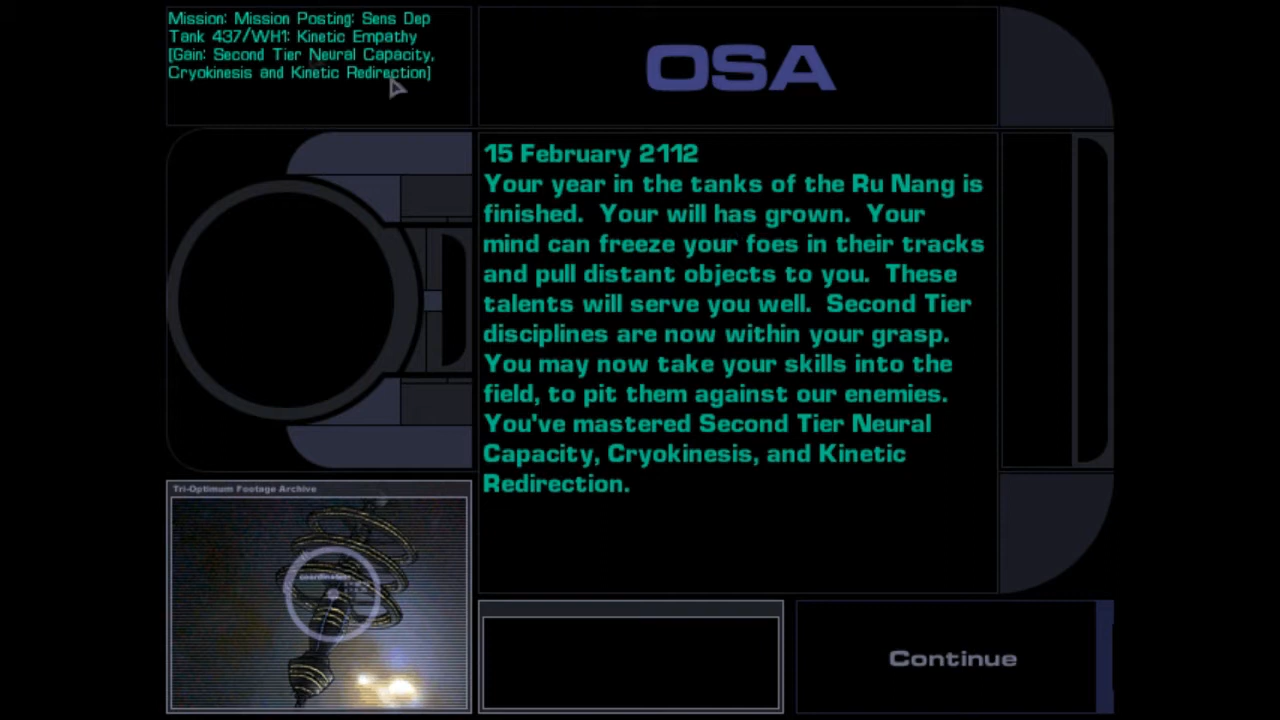 Mission: Mission Posting: Sens Dep
Tank 437/WH1: Kinetic Empathy
[Gain: Second Tier Neural Capacity,
Cryokinesis and Kinetic Redirection]
OSA
15 February 2112
Your year in the tanks of the Ru Nang is
finished.  Your will has grown.  Your
mind can freeze your foes in their tracks
and pull distant objects to you.  These
talents will serve you well.  Second Tier
disciplines are now within your grasp.
You may now take your skills into the
field, to pit them against our enemies.
You've mastered Second Tier Neural
Capacity, Cryokinesis, and Kinetic
Redirection.
Tri-Optimum Footage Archive
Continue